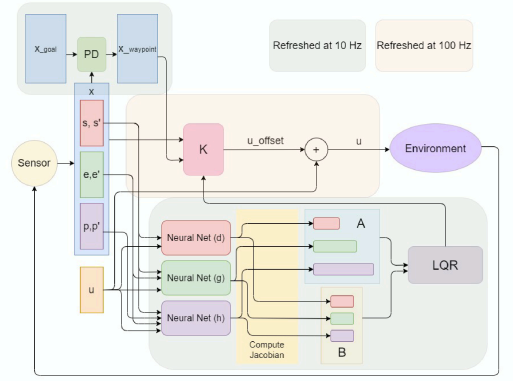 x_goal
PD
x_waypoint
Refreshed at 10 Hz
Refreshed at 100 Hz
x
s, s'
e,e'
p,p'
u
Sensor
K
u_offset
+
u
Environment
Neural Net (d)
Neural Net (g)
Neural Net (h)
Compute
Jacobian
A
B
LQR